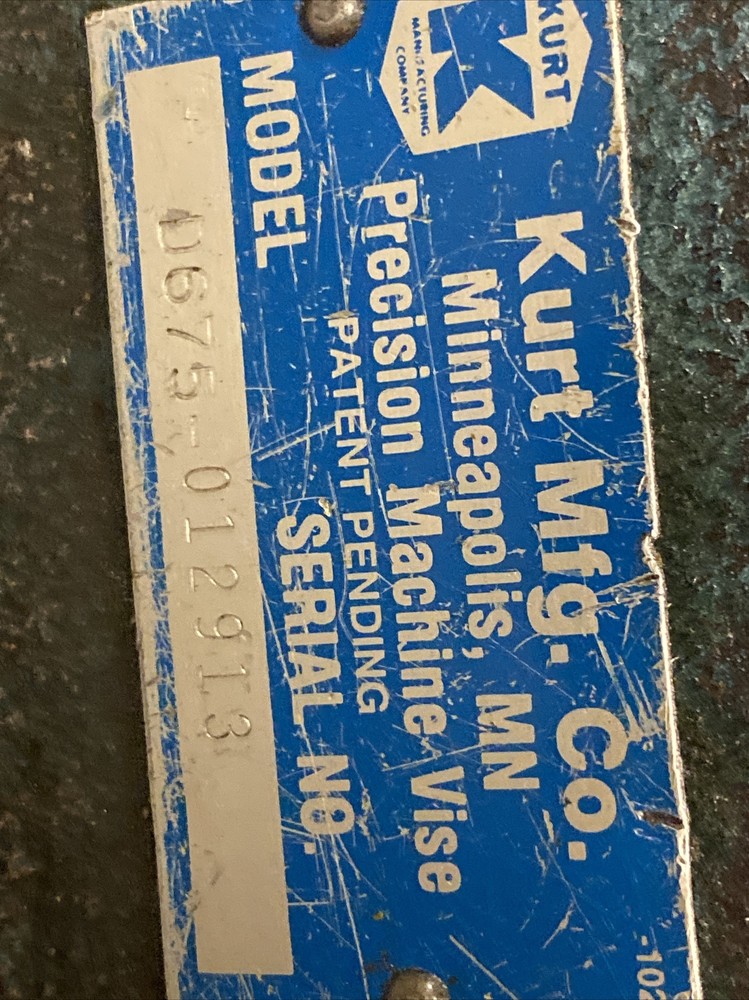 KURT
MANUFACTURING
COMPANY
Kurt Mfg. Co.
Minneapolis, MN
Precision Machine Vise
PATENT PENDING
MODEL SERIAL NO.
D675-012913